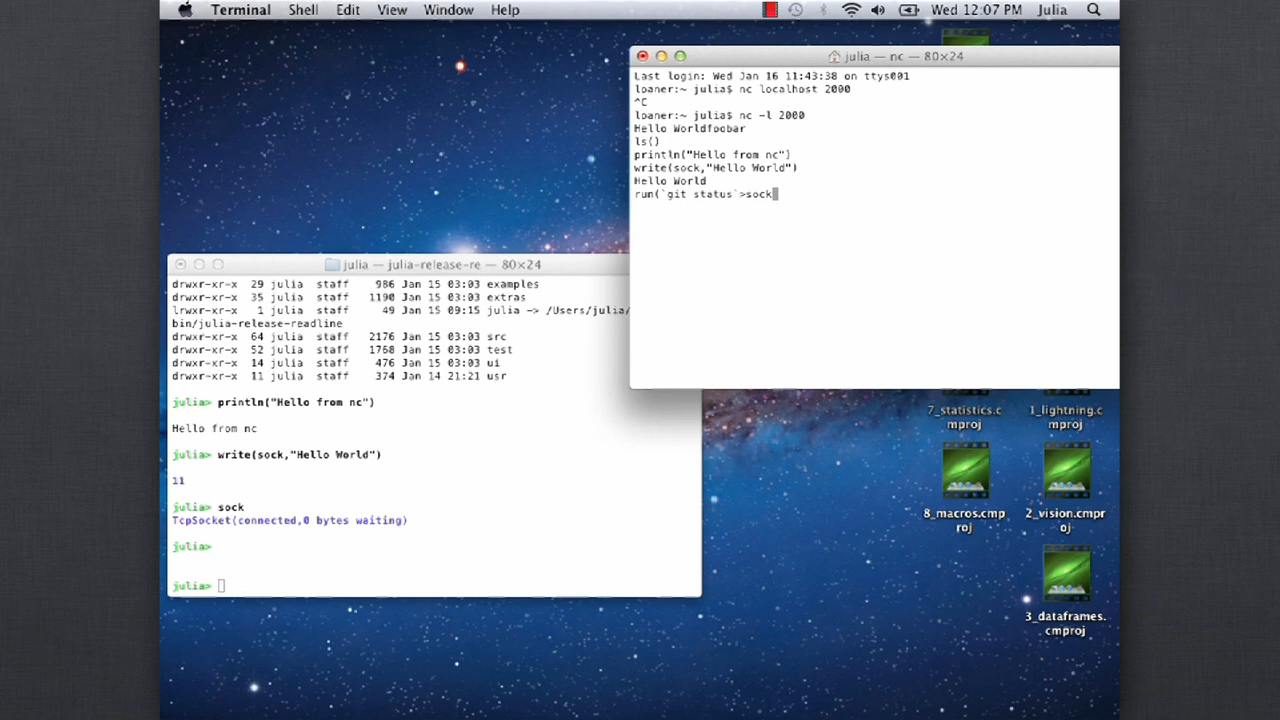 Terminal Shell Edit View Window Help Wed 12:07 PM Julia
julia — nc — 80×24
Last login: Wed Jan 16 11:43:38 on ttys001
loaner:~ julia$ nc localhost 2000
^C
loaner:~ julia$ nc -l 2000
Hello Worldfoobar
ls()
println("Hello from nc")
write(sock,"Hello World")
Hello World
run(`git status`>sock
julia — julia-release-re — 80×24
drwxr-xr-x 29 julia staff 986 Jan 15 03:03 examples
drwxr-xr-x 35 julia staff 1190 Jan 15 03:03 extras
lrwxr-xr-x 1 julia staff 49 Jan 15 09:15 julia -> /Users/julia/
bin/julia-release-readline
drwxr-xr-x 64 julia staff 2176 Jan 15 03:03 src
drwxr-xr-x 52 julia staff 1768 Jan 15 03:03 test
drwxr-xr-x 14 julia staff 476 Jan 15 03:03 ui
drwxr-xr-x 11 julia staff 374 Jan 14 21:21 usr
julia> println("Hello from nc")
Hello from nc
julia> write(sock,"Hello World")
11
julia> sock
TcpSocket(connected,0 bytes waiting)
julia>
julia>
7_statistics.c
mproj
1_lightning.c
mproj
8_macros.cmp
roj
2_vision.cmpr
oj
3_dataframes.
cmproj